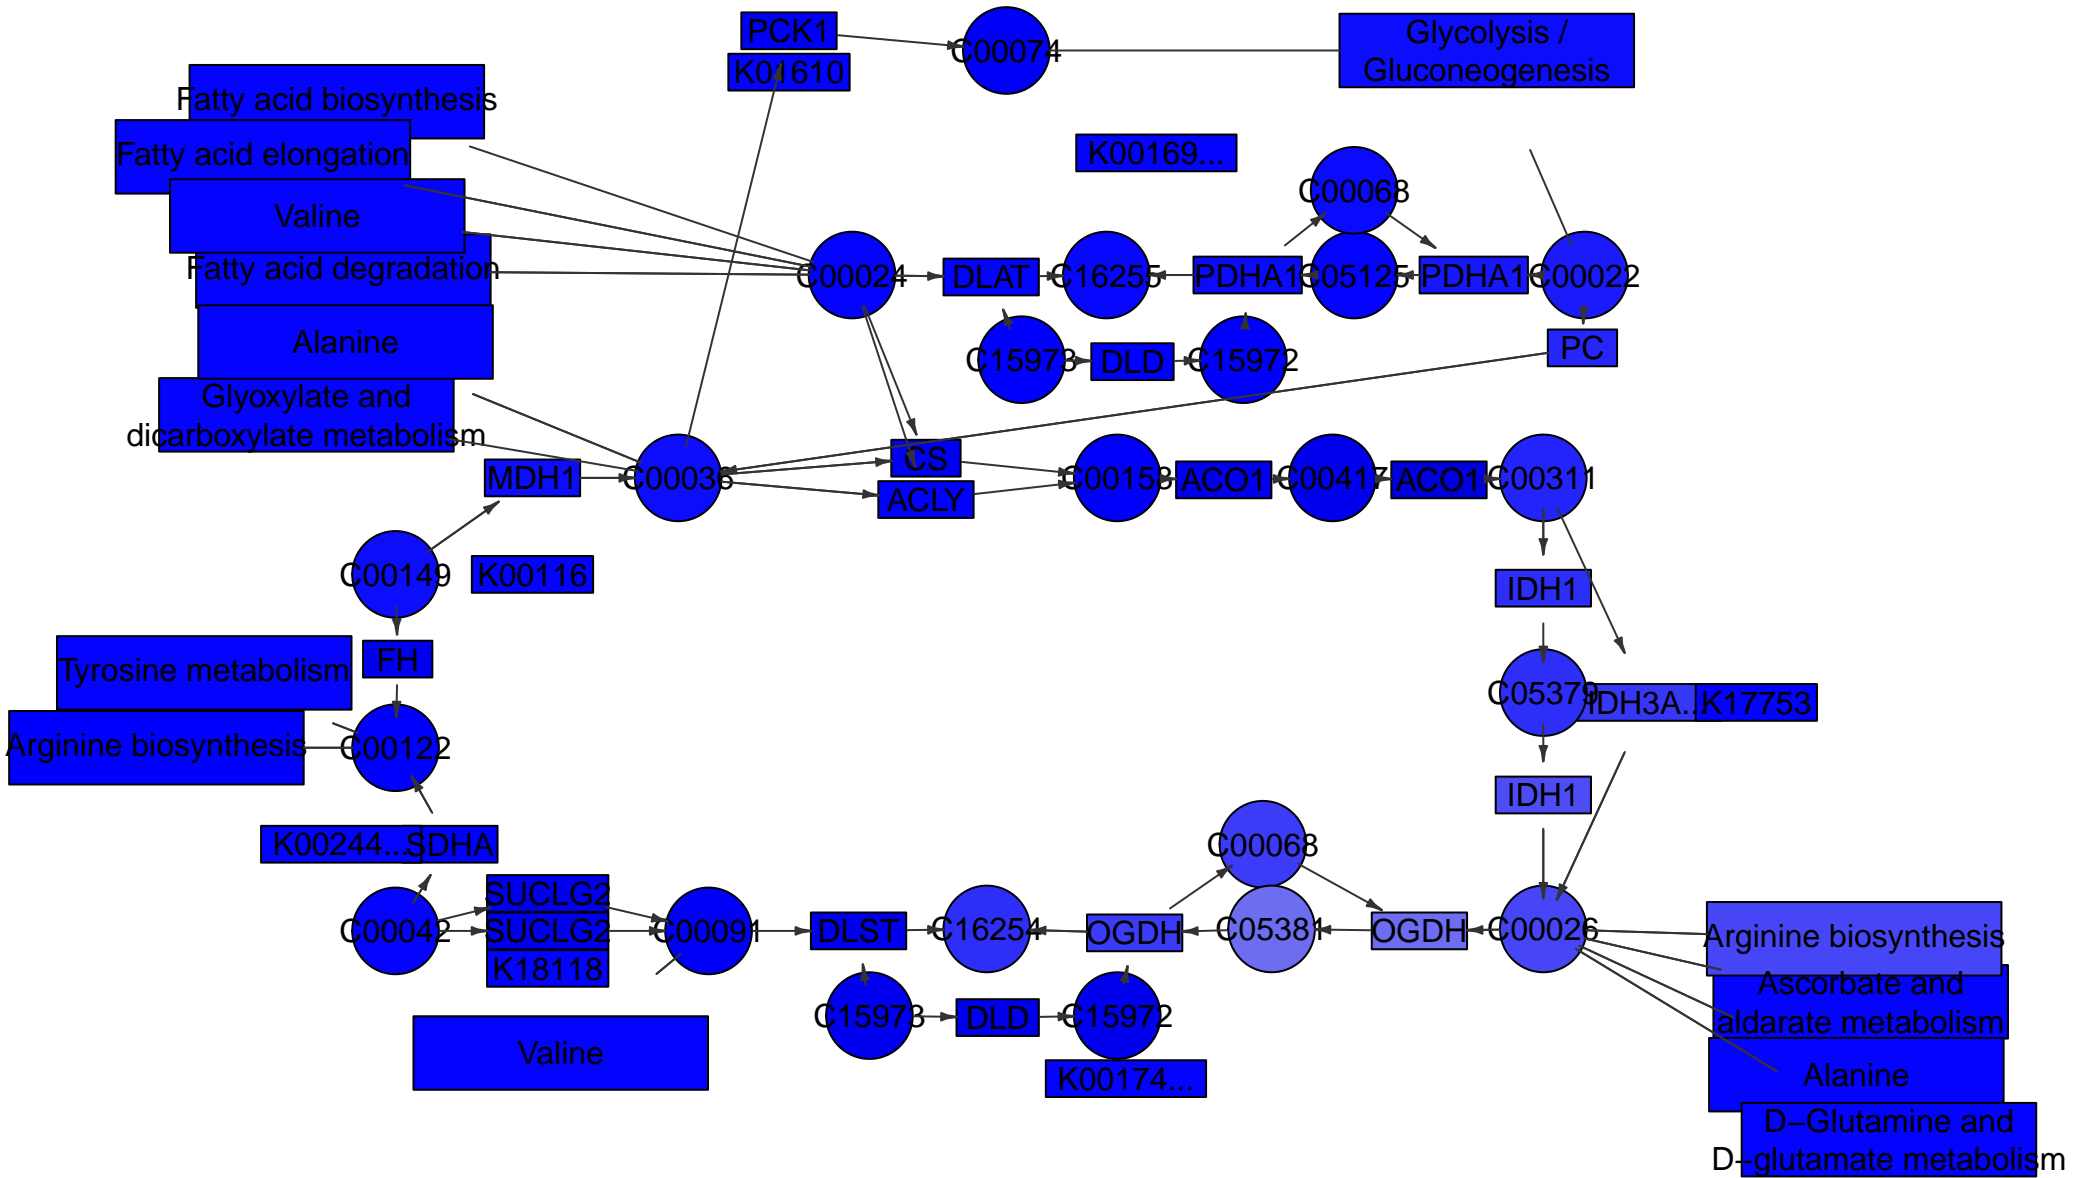 PCK1
C00074
Glycolysis /
Gluconeogenesis
K01610
Fatty acid biosynthesis
Fatty acid elongation
K00169...
C00068
Valine
Fatty acid degradation
C00024
DLAT
C16255
PDHA1
C05125
PDHA1
C00022
Alanine
C15973
DLD
C15972
PC
Glyoxylate and
dicarboxylate metabolism
MDH1
C00036
CS
ACLY
C00158
ACO1
C00417
ACO1
C00311
C00149
K00116
IDH1
FH
Tyrosine metabolism
C05379
IDH3A...
K17753
Arginine biosynthesis
C00122
IDH1
K00244...
SDHA
C00068
SUCLG2
C00042
SUCLG2
C00091
DLST
C16254
OGDH
C05381
OGDH
C00026
Arginine biosynthesis
K18118
Ascorbate and
aldarate metabolism
C15973
DLD
C15972
Valine
K00174...
Alanine
D−Glutamine and
D−glutamate metabolism